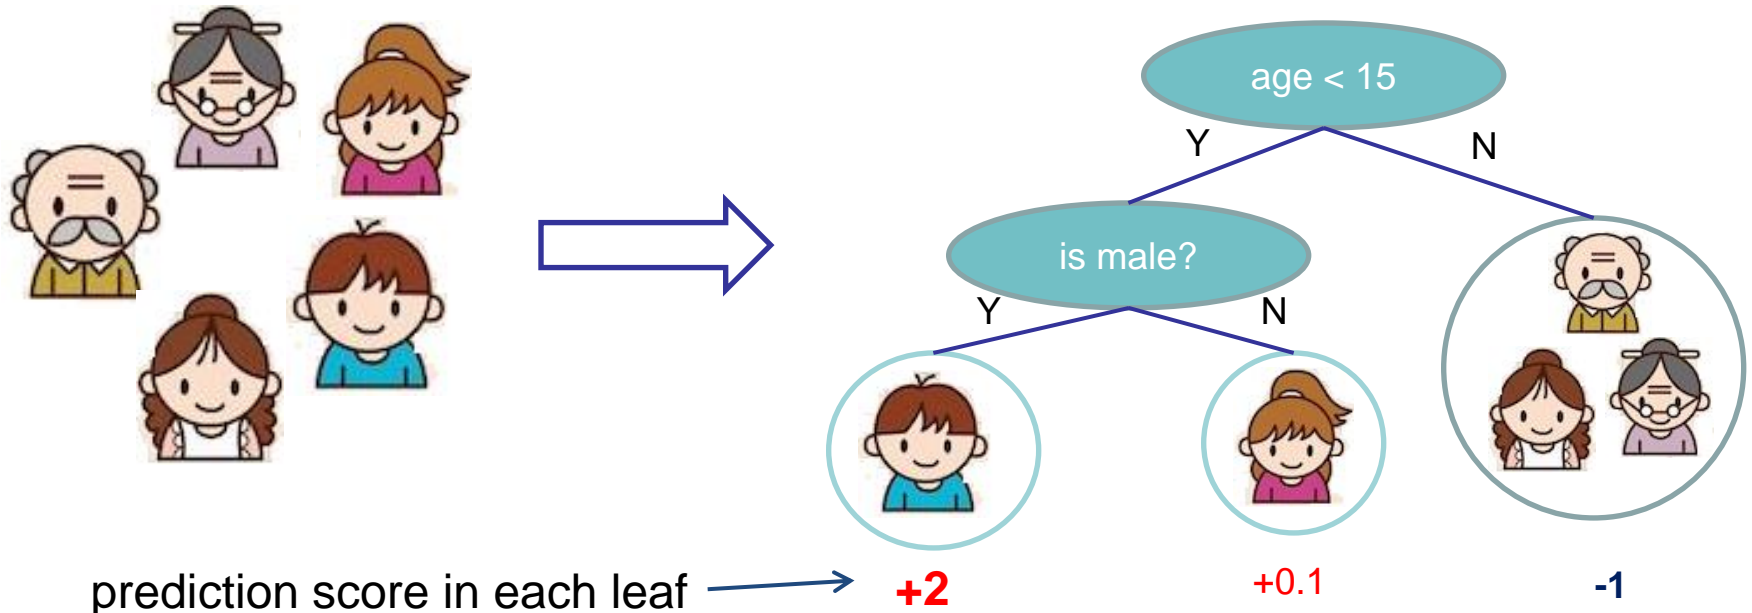 age < 15
Y
N
is male?
Y
N
prediction score in each leaf
+2
+0.1
-1